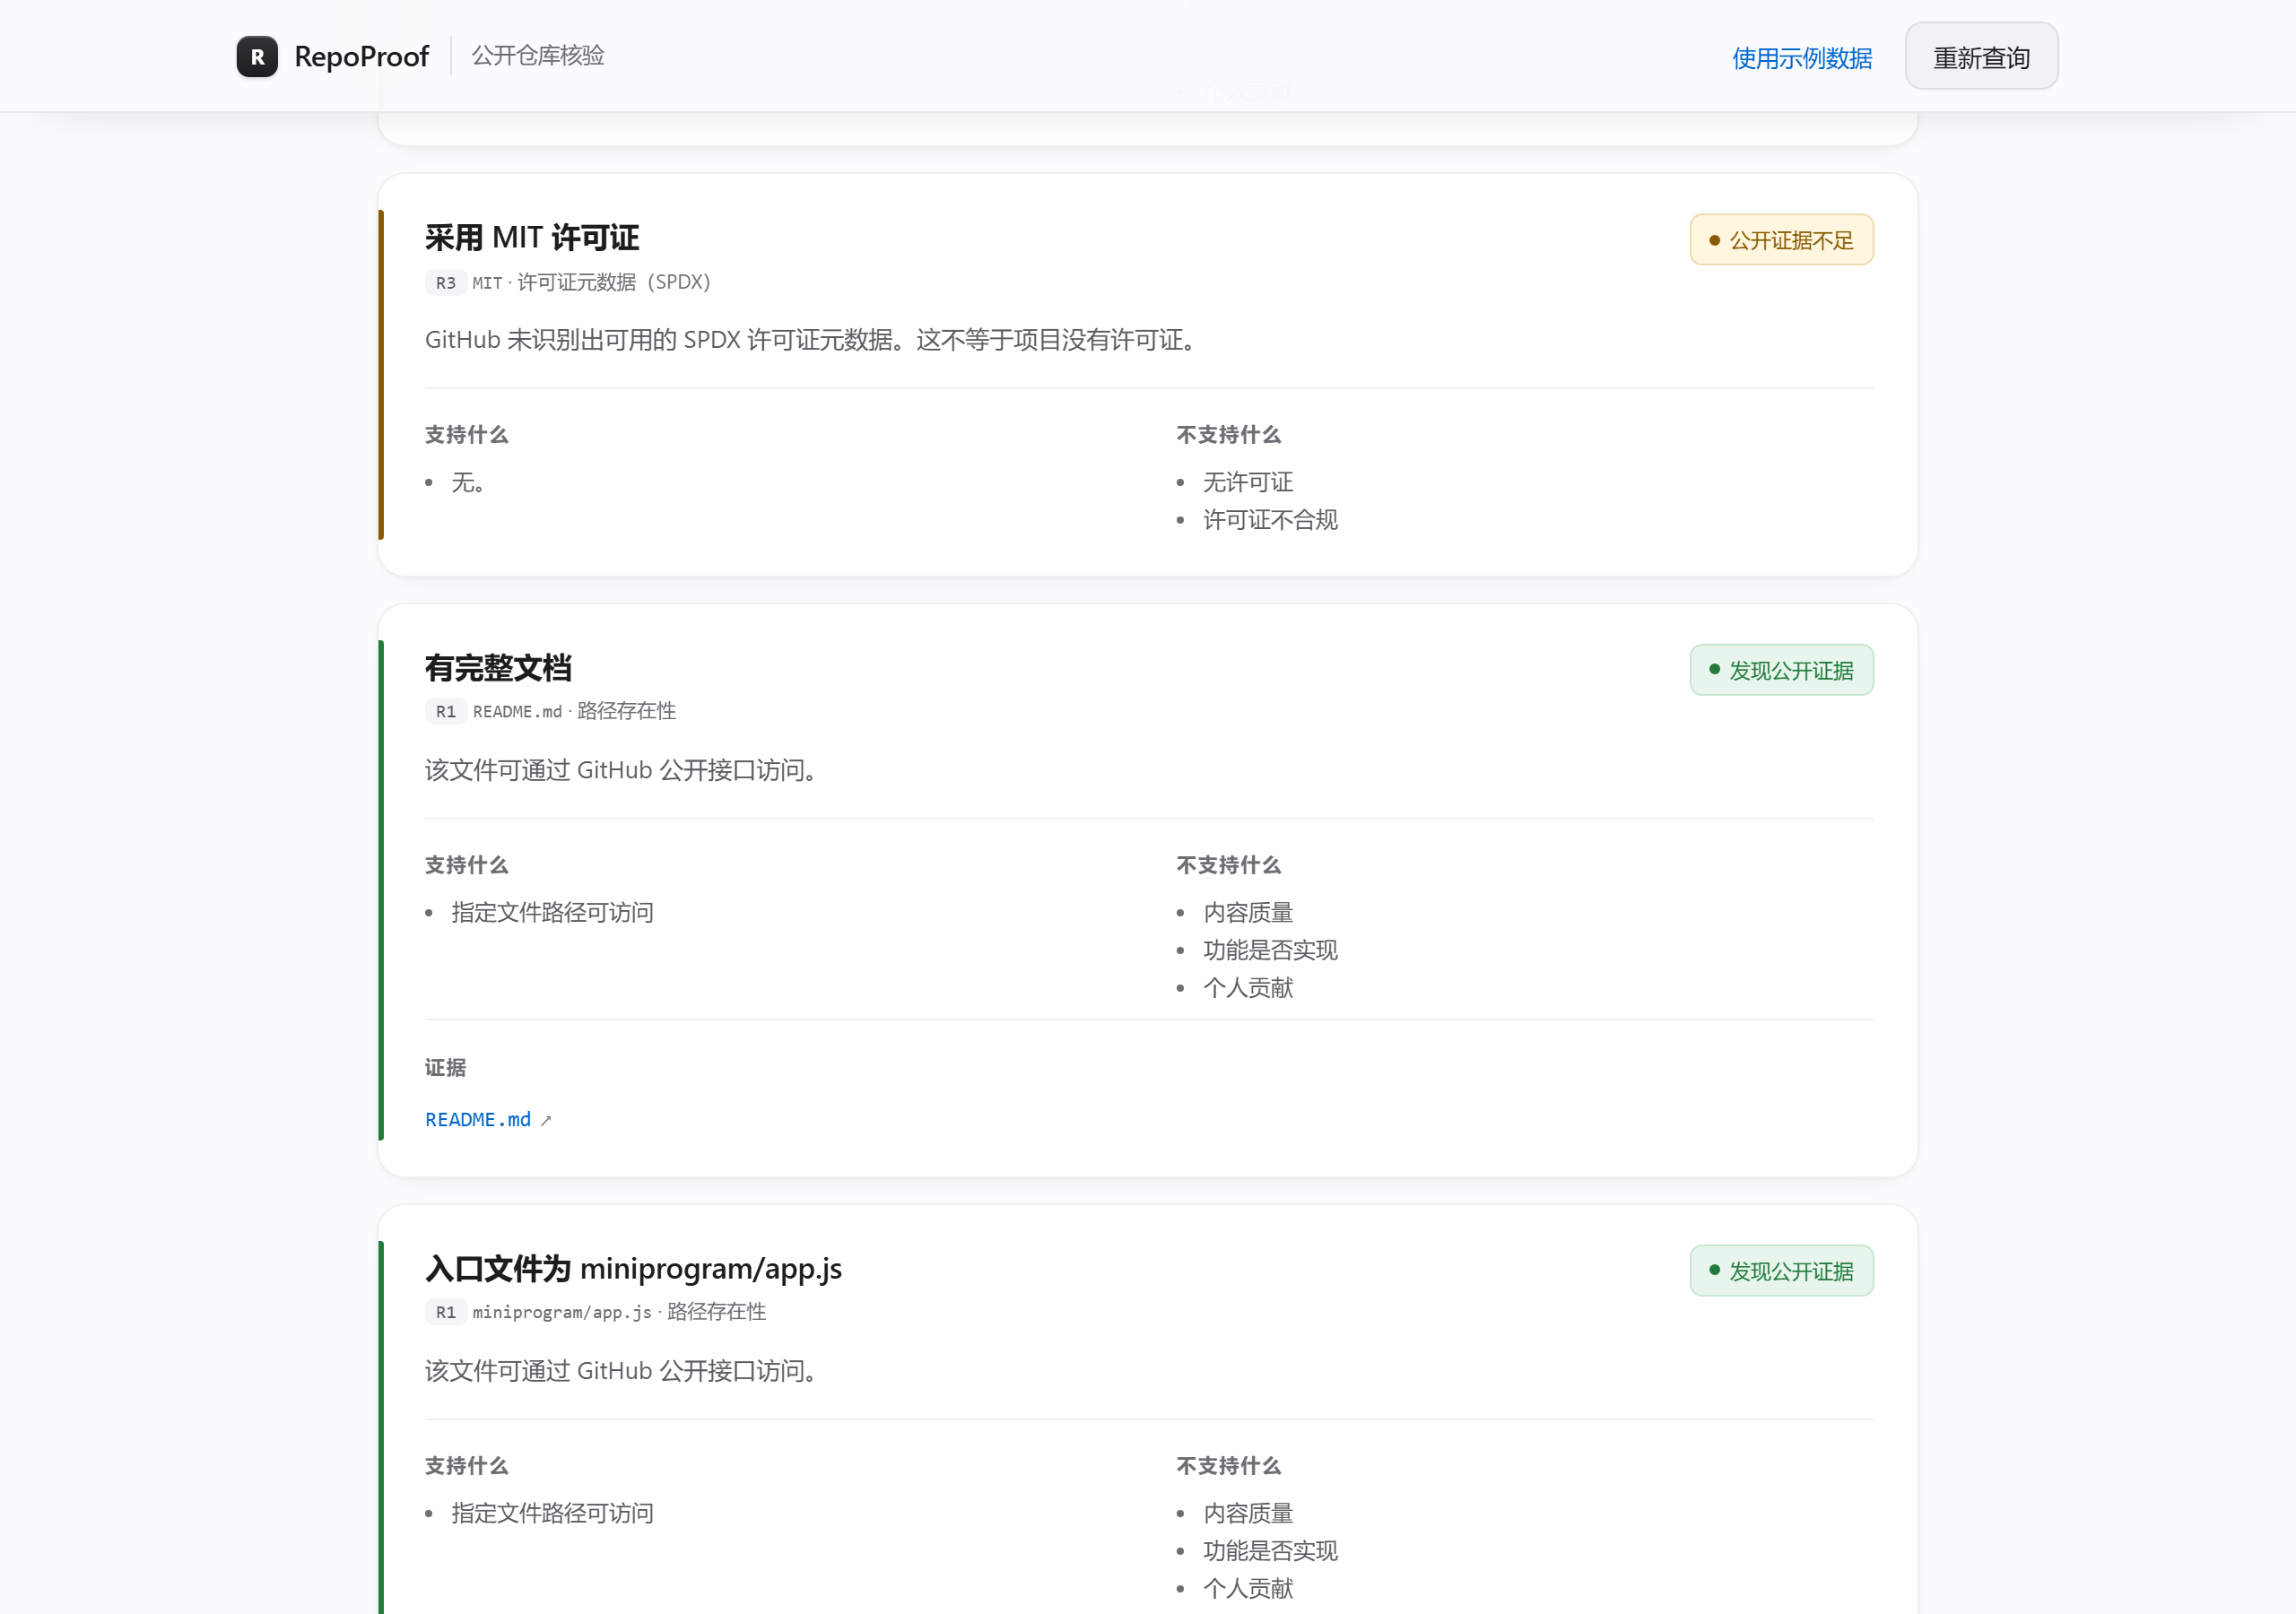 R RepoProof 公开仓库核验 使用示例数据 重新查询
个人贡献
采用 MIT 许可证 公开证据不足
R3 MIT · 许可证元数据（SPDX）
GitHub 未识别出可用的 SPDX 许可证元数据。这不等于项目没有许可证。
支持什么
• 无。
不支持什么
• 无许可证
• 许可证不合规
有完整文档 发现公开证据
R1 README.md · 路径存在性
该文件可通过 GitHub 公开接口访问。
支持什么
• 指定文件路径可访问
不支持什么
• 内容质量
• 功能是否实现
• 个人贡献
证据
README.md ↗
入口文件为 miniprogram/app.js 发现公开证据
R1 miniprogram/app.js · 路径存在性
该文件可通过 GitHub 公开接口访问。
支持什么
• 指定文件路径可访问
不支持什么
• 内容质量
• 功能是否实现
• 个人贡献